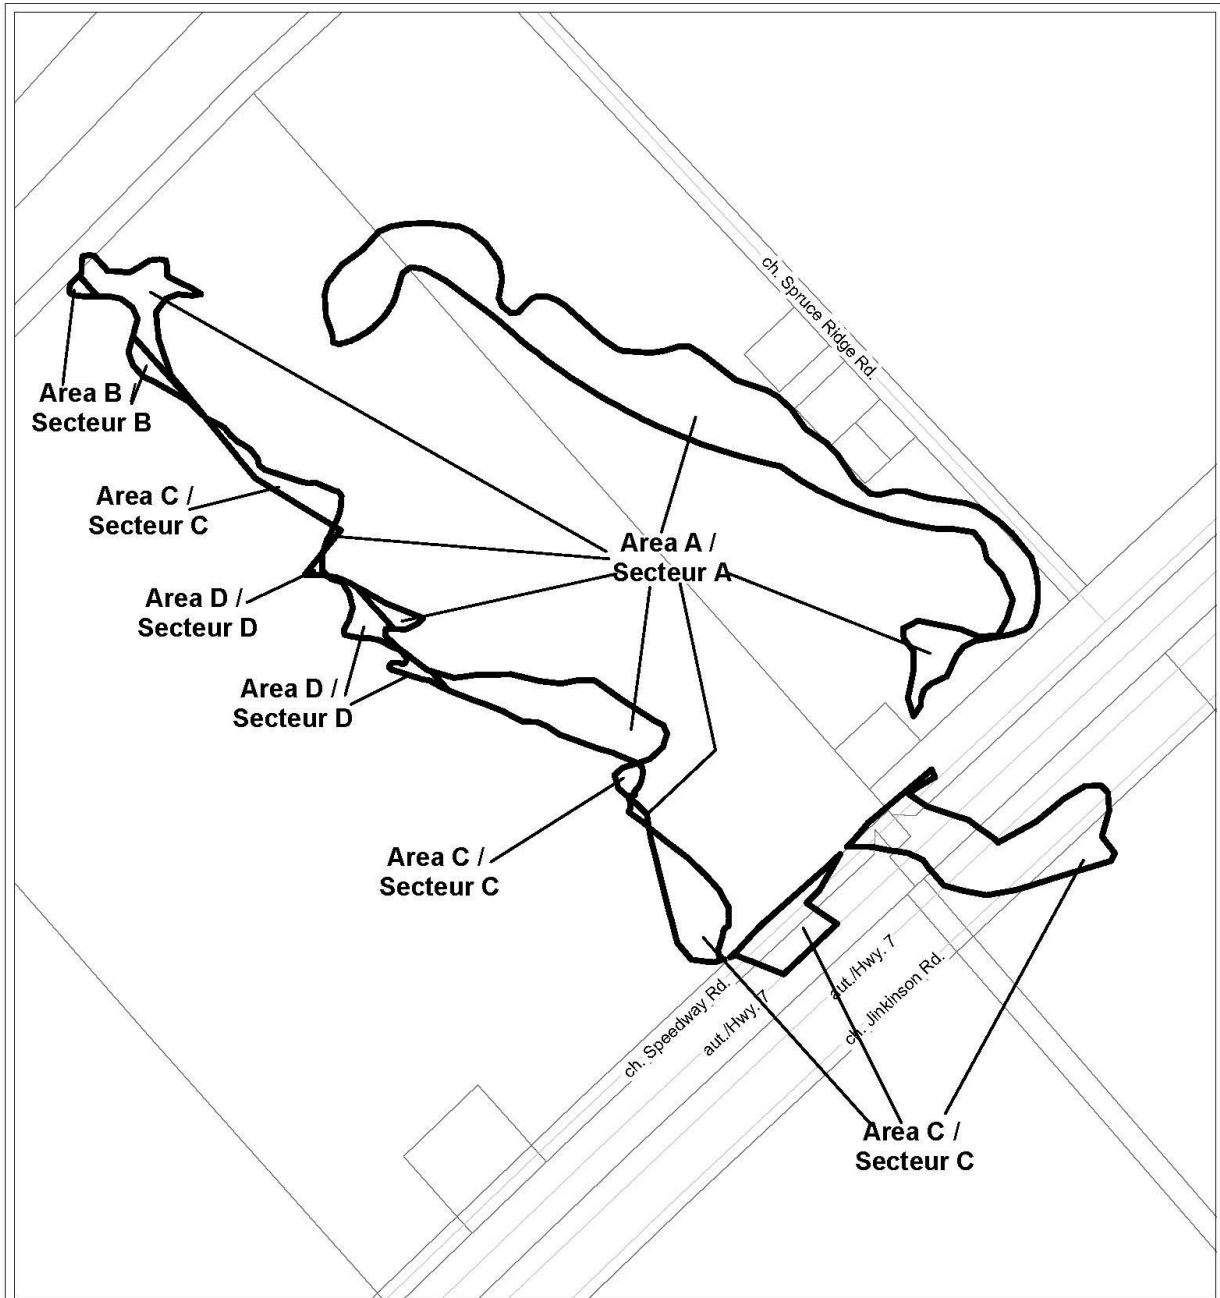 ch. Spruce Ridge Rd.
Area B /
Secteur B
Area C /
Secteur C
Area A /
Secteur A
Area D /
Secteur D
Area D /
Secteur D
Area C /
Secteur C
ch. Speedway Rd.
aut./Hwy. 7
aut./Hwy. 7
ch. Jinkinson Rd.
Area C /
Secteur C